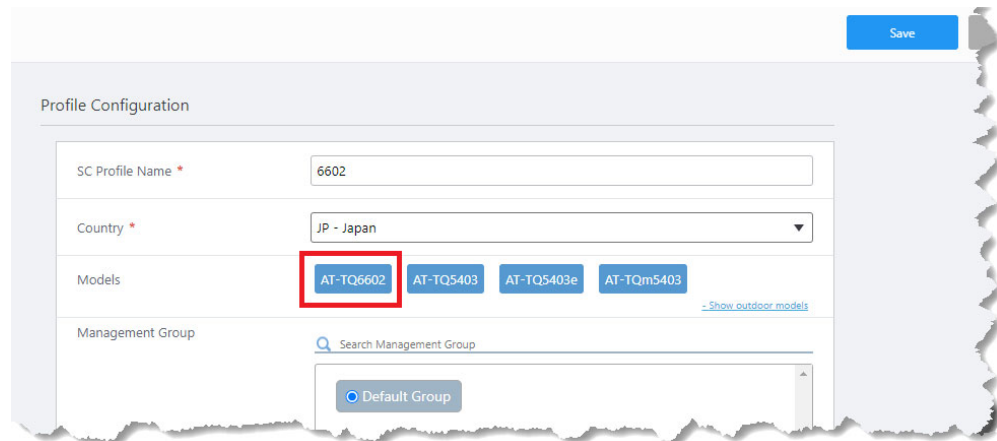 Save
Profile Configuration
SC Profile Name *
6602
Country *
JP - Japan
Models
AT-TQ6602 AT-TQ5403 AT-TQ5403e AT-TQm5403
- Show outdoor models
Management Group
Search Management Group
Default Group